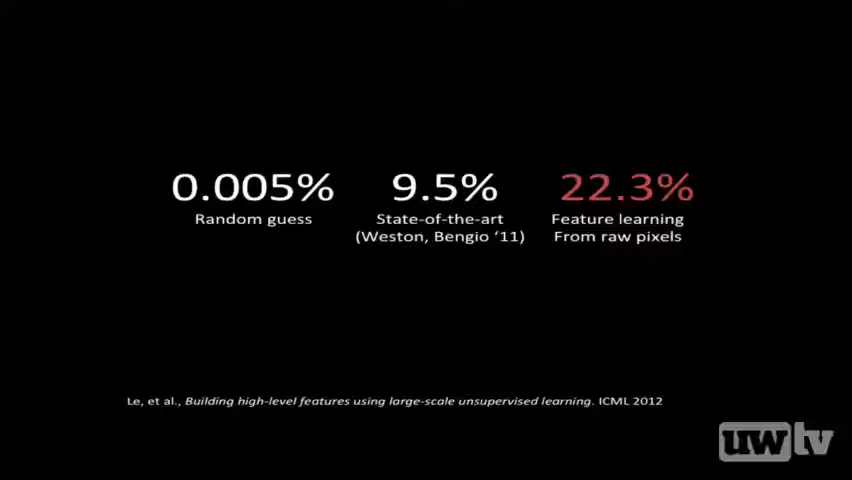 0.005% 9.5% 22.3%
Random guess State-of-the-art Feature learning
(Weston, Bengio ‘11) From raw pixels
Le, et al., Building high-level features using large-scale unsupervised learning. ICML 2012
uwtv